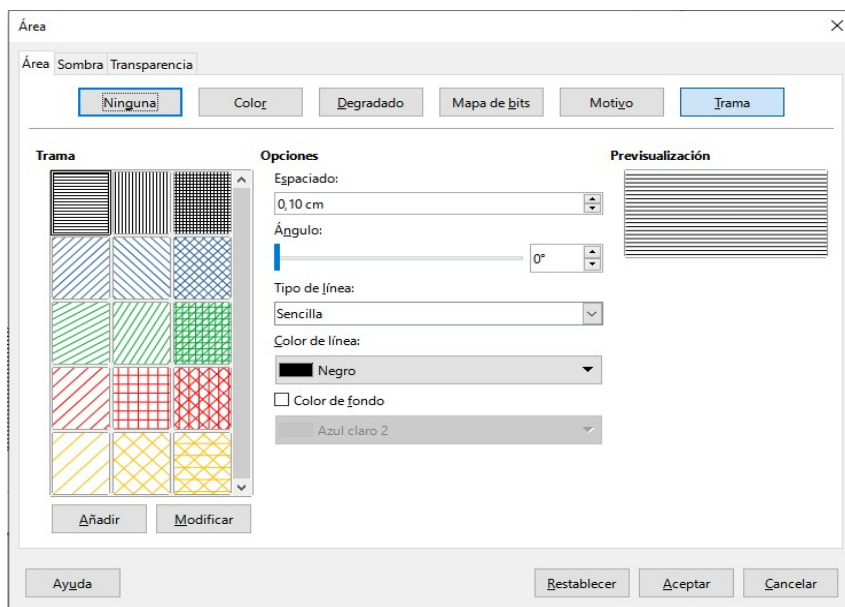 Área
Área Sombra Transparencia
Ninguna Color Degradado Mapa de bits Motivo Trama
Trama Opciones Previsualización
Espaciado:
0,10 cm
Ángulo:
0°
Tipo de línea:
Sencilla
Color de línea:
Negro
Color de fondo
Azul claro 2
Añadir Modificar
Ayuda Restablecer Aceptar Cancelar